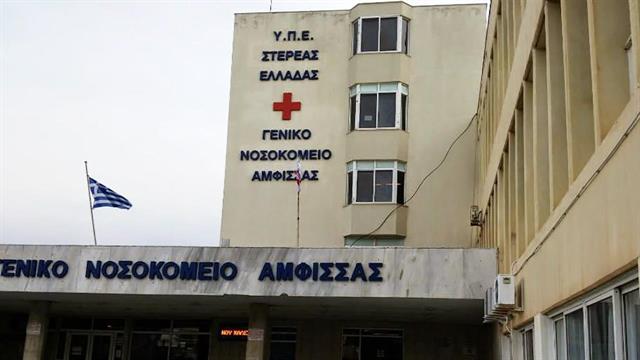 Υ.Π.Ε.
ΣΤΕΡΕΑΣ
ΕΛΛΑΔΑΣ
ΓΕΝΙΚΟ
ΝΟΣΟΚΟΜΕΙΟ
ΑΜΦΙΣΣΑΣ
ΓΕΝΙΚΟ ΝΟΣΟΚΟΜΕΙΟ ΑΜΦΙΣΣΑΣ